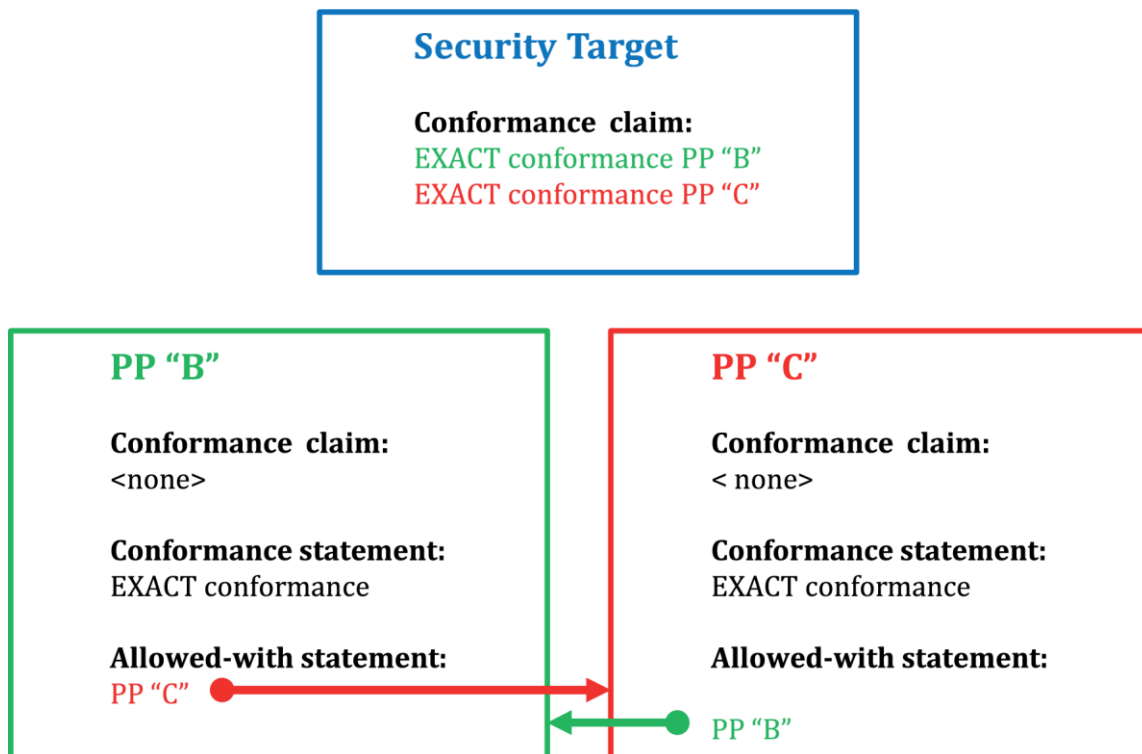 Security Target
Conformance claim:
EXACT conformance PP “B”
EXACT conformance PP “C”
PP “B”
Conformance claim:
<none>
Conformance statement:
EXACT conformance
Allowed-with statement:
PP “C”
PP “C”
Conformance claim:
< none>
Conformance statement:
EXACT conformance
Allowed-with statement:
PP “B”